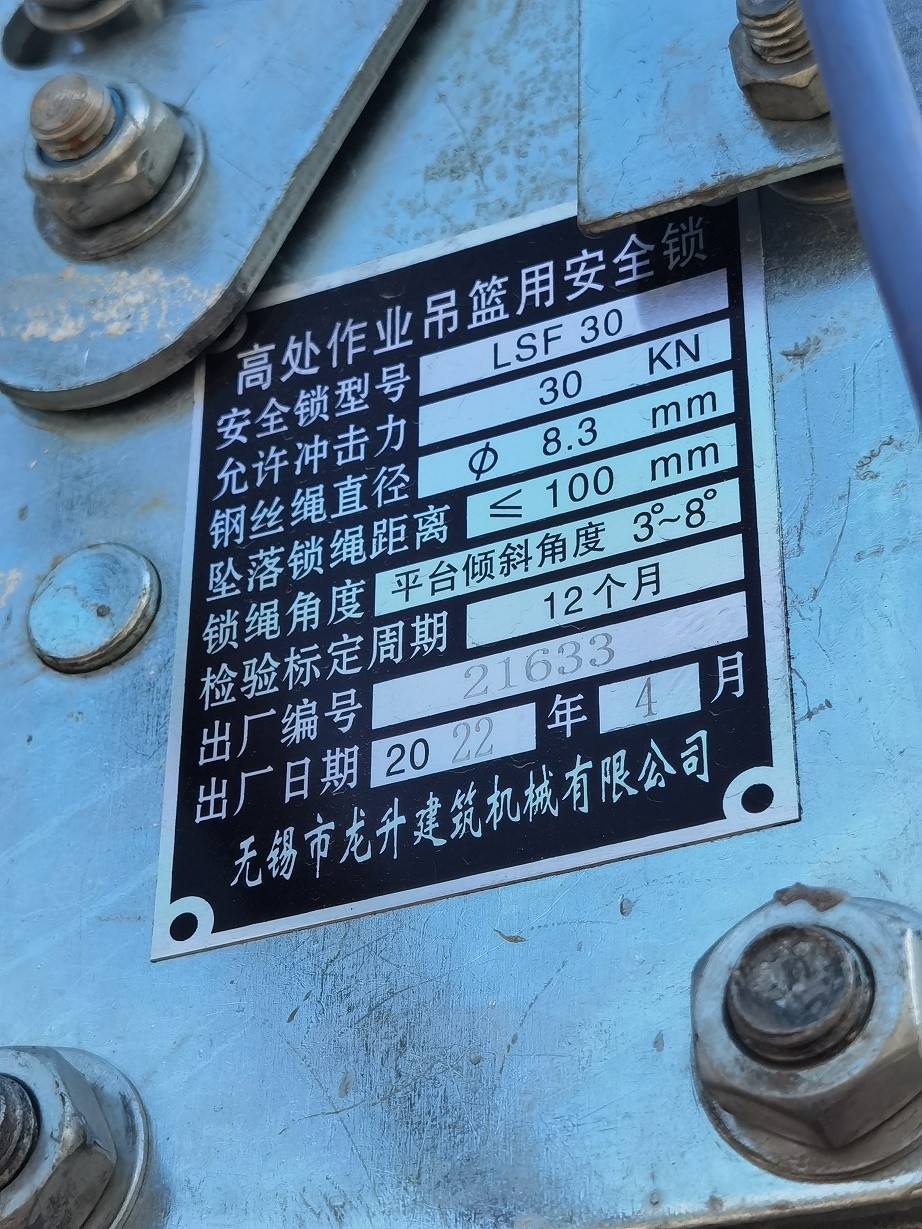 高处作业吊篮用安全锁
安全锁型号 LSF 30
允许冲击力 30 KN
钢丝绳直径 ϕ 8.3 mm
坠落锁绳距离 ≤ 100 mm
锁绳角度 平台倾斜角度 3°~8°
检验标定周期 12个月
出厂编号 21633
出厂日期 2022 年 4 月
无锡市龙升建筑机械有限公司